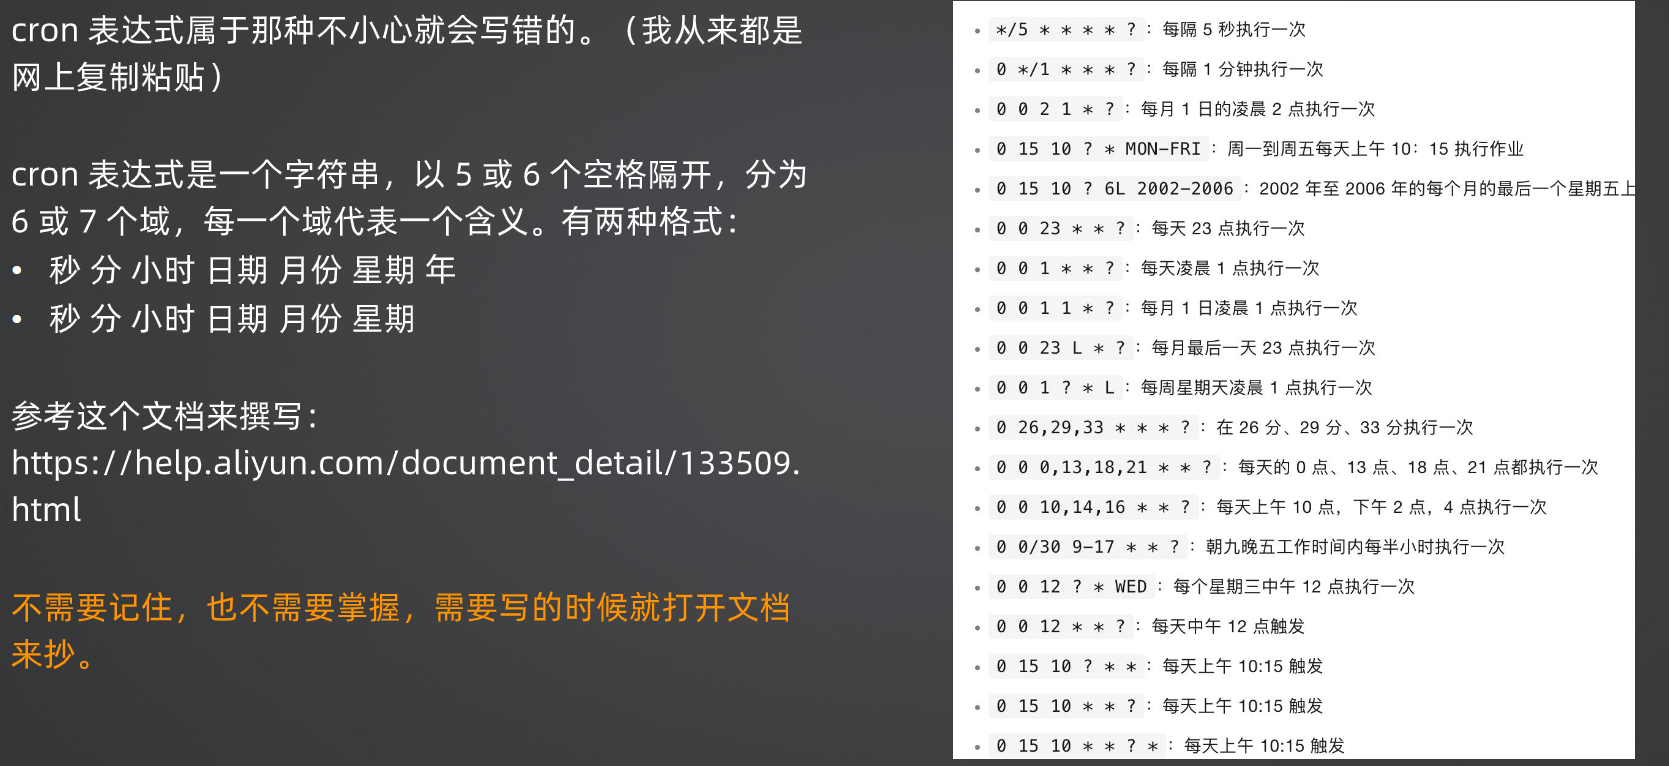 cron 表达式属于那种不小心就会写错的。（我从来都是
网上复制粘贴）
cron 表达式是一个字符串，以 5 或 6 个空格隔开，分为
6 或 7 个域，每一个域代表一个含义。有两种格式：
• 秒 分 小时 日期 月份 星期 年
• 秒 分 小时 日期 月份 星期
参考这个文档来撰写：
https://help.aliyun.com/document_detail/133509.
html
不需要记住，也不需要掌握，需要写的时候就打开文档
来抄。
• */5 * * * * ?：每隔 5 秒执行一次
• 0 */1 * * * ?：每隔 1 分钟执行一次
• 0 0 2 1 * ?：每月 1 日的凌晨 2 点执行一次
• 0 15 10 ? * MON-FRI：周一到周五每天上午 10：15 执行作业
• 0 15 10 ? 6L 2002-2006：2002 年至 2006 年的每个月的最后一个星期五上
• 0 0 23 * * ?：每天 23 点执行一次
• 0 0 1 * * ?：每天凌晨 1 点执行一次
• 0 0 1 1 * ?：每月 1 日凌晨 1 点执行一次
• 0 0 23 L * ?：每月最后一天 23 点执行一次
• 0 0 1 ? * L：每周星期天凌晨 1 点执行一次
• 0 26,29,33 * * * ?：在 26 分、29 分、33 分执行一次
• 0 0 0,13,18,21 * * ?：每天的 0 点、13 点、18 点、21 点都执行一次
• 0 0 10,14,16 * * ?：每天上午 10 点，下午 2 点，4 点执行一次
• 0 0/30 9-17 * * ?：朝九晚五工作时间内每半小时执行一次
• 0 0 12 ? * WED：每个星期三中午 12 点执行一次
• 0 0 12 * * ?：每天中午 12 点触发
• 0 15 10 ? * *：每天上午 10:15 触发
• 0 15 10 * * ?：每天上午 10:15 触发
• 0 15 10 * * ? *：每天上午 10:15 触发